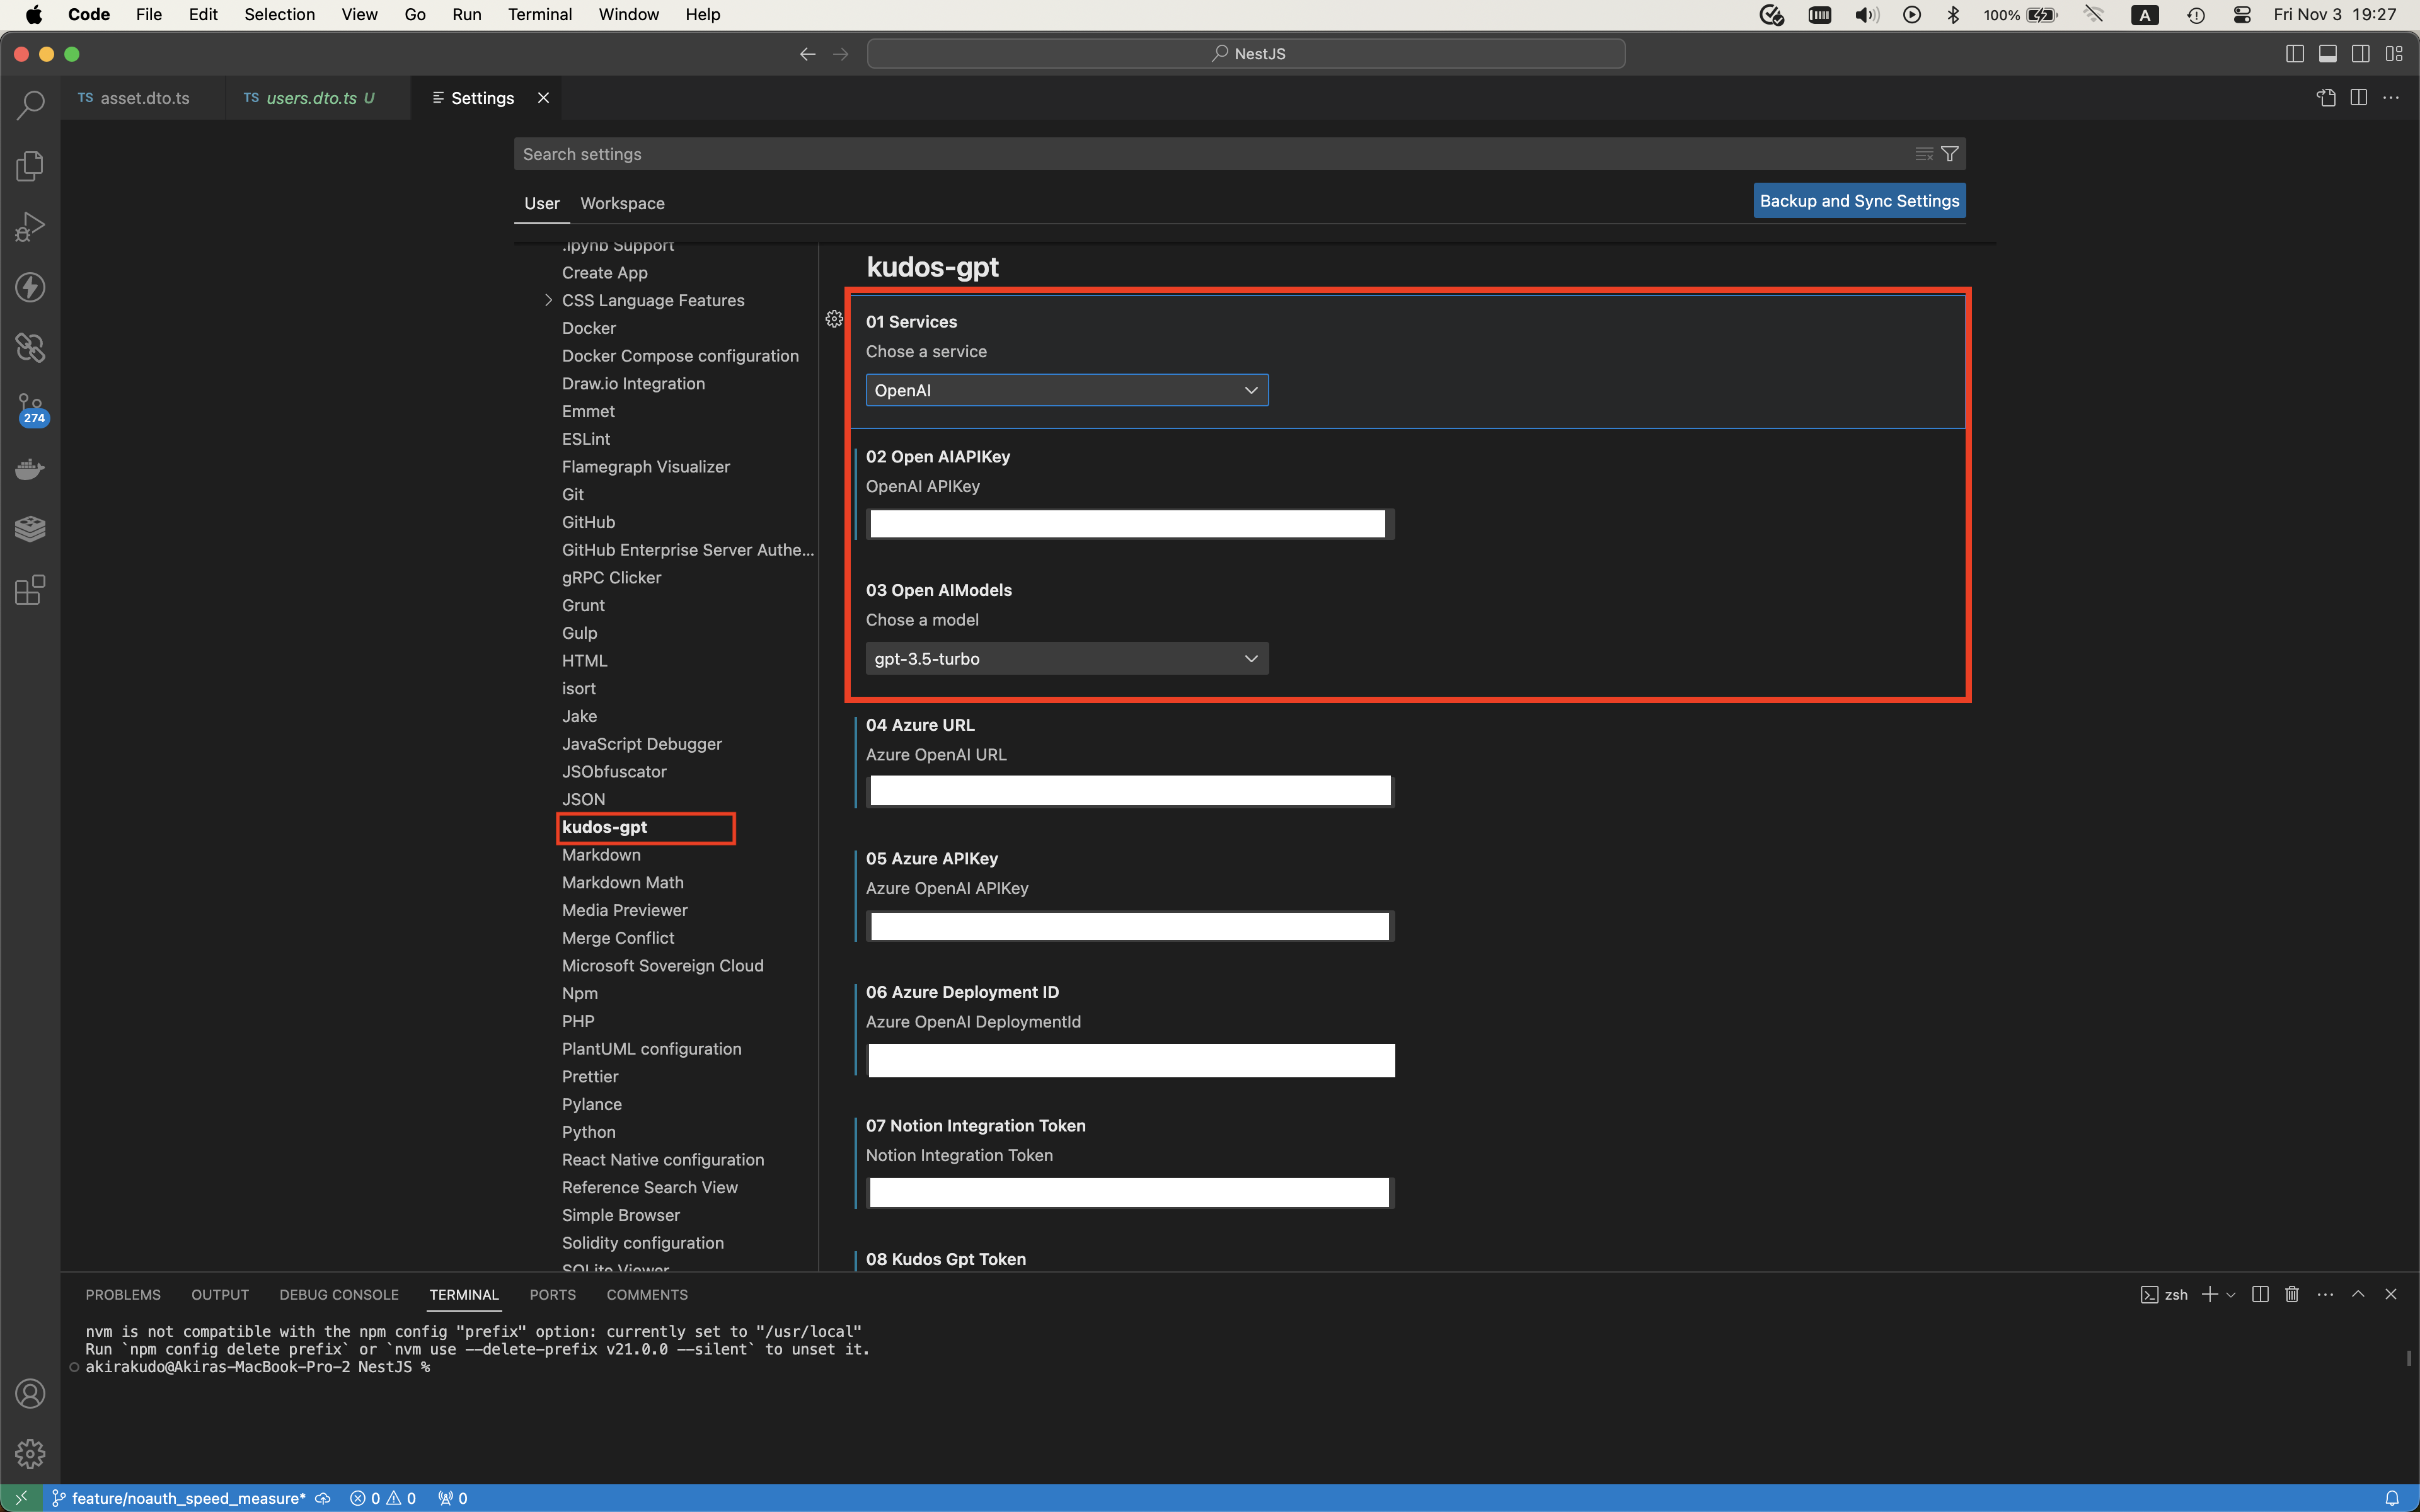 Code File Edit Selection View Go Run Terminal Window Help 100% A Fri Nov 3 19:27
NestJS
TS asset.dto.ts TS users.dto.ts U Settings
Search settings
User Workspace Backup and Sync Settings
.ipynb Support
Create App
CSS Language Features
Docker
Docker Compose configuration
Draw.io Integration
Emmet
ESLint
Flamegraph Visualizer
Git
GitHub
GitHub Enterprise Server Authe...
gRPC Clicker
Grunt
Gulp
HTML
isort
Jake
JavaScript Debugger
JSObfuscator
JSON
kudos-gpt
Markdown
Markdown Math
Media Previewer
Merge Conflict
Microsoft Sovereign Cloud
Npm
PHP
PlantUML configuration
Prettier
Pylance
Python
React Native configuration
Reference Search View
Simple Browser
Solidity configuration
SQLite Viewer
kudos-gpt
01 Services
Chose a service
OpenAI
02 Open AIAPIKey
OpenAI APIKey
03 Open AIModels
Chose a model
gpt-3.5-turbo
04 Azure URL
Azure OpenAI URL
05 Azure APIKey
Azure OpenAI APIKey
06 Azure Deployment ID
Azure OpenAI DeploymentId
07 Notion Integration Token
Notion Integration Token
08 Kudos Gpt Token
274
PROBLEMS OUTPUT DEBUG CONSOLE TERMINAL PORTS COMMENTS zsh
nvm is not compatible with the npm config "prefix" option: currently set to "/usr/local"
Run `npm config delete prefix` or `nvm use --delete-prefix v21.0.0 --silent` to unset it.
akirakudo@Akiras-MacBook-Pro-2 NestJS %
feature/noauth_speed_measure* 0 0 0